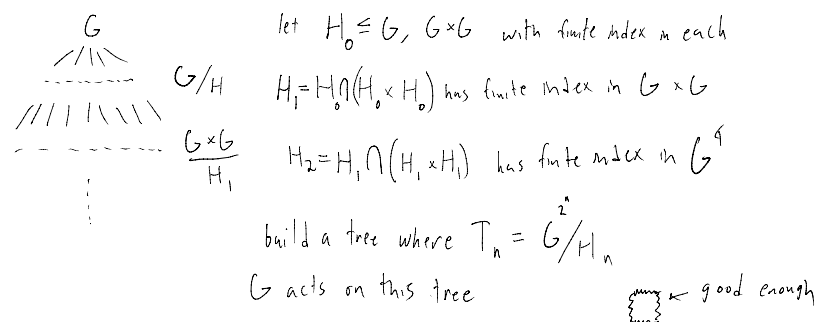 G
let H₀ ≤ G, G×G with finite index in each
G/H
H₁ = H₀ ∩ (H₀ × H₀) has finite index in G × G
G×G / H₁
H₂ = H₁ ∩ (H₁ × H₁) has finite index in G⁴
build a tree where Tₙ = G^{2ⁿ}/Hₙ
G acts on this tree
← good enough